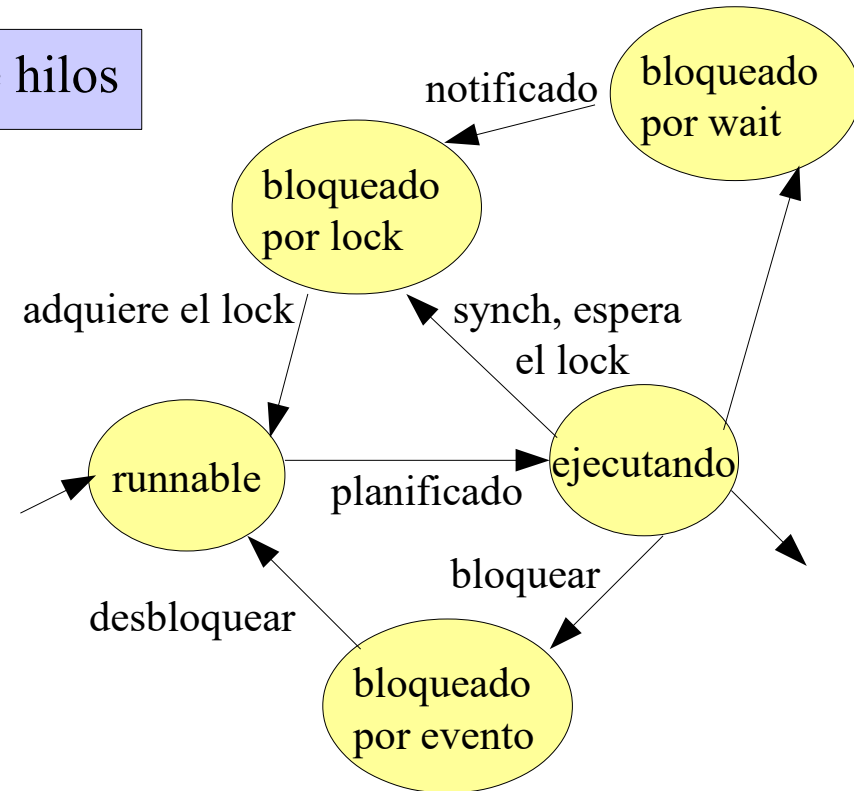 hilos
bloqueado
por wait
notificado
bloqueado
por lock
adquiere el lock
synch, espera
el lock
runnable
planificado
ejecutando
bloquear
desbloquear
bloqueado
por evento